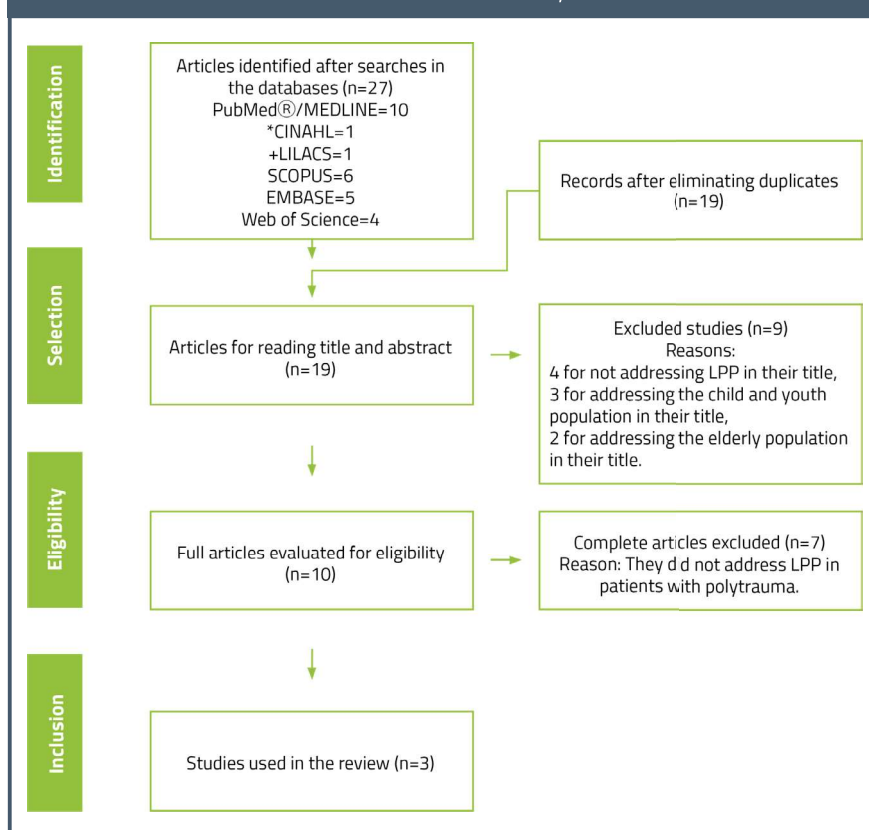 Identification
Articles identified after searches in
the databases (n=27)
PubMed®/MEDLINE=10
*CINAHL=1
+LILACS=1
SCOPUS=6
EMBASE=5
Web of Science=4
Records after eliminating duplicates
(n=19)
Selection
Articles for reading title and abstract
(n=19)
Excluded studies (n=9)
Reasons:
4 for not addressing LPP in their title,
3 for addressing the child and youth
population in their title,
2 for addressing the elderly population
in their title.
Eligibility
Full articles evaluated for eligibility
(n=10)
Complete articles excluded (n=7)
Reason: They did not address LPP in
patients with polytrauma.
Inclusion
Studies used in the review (n=3)